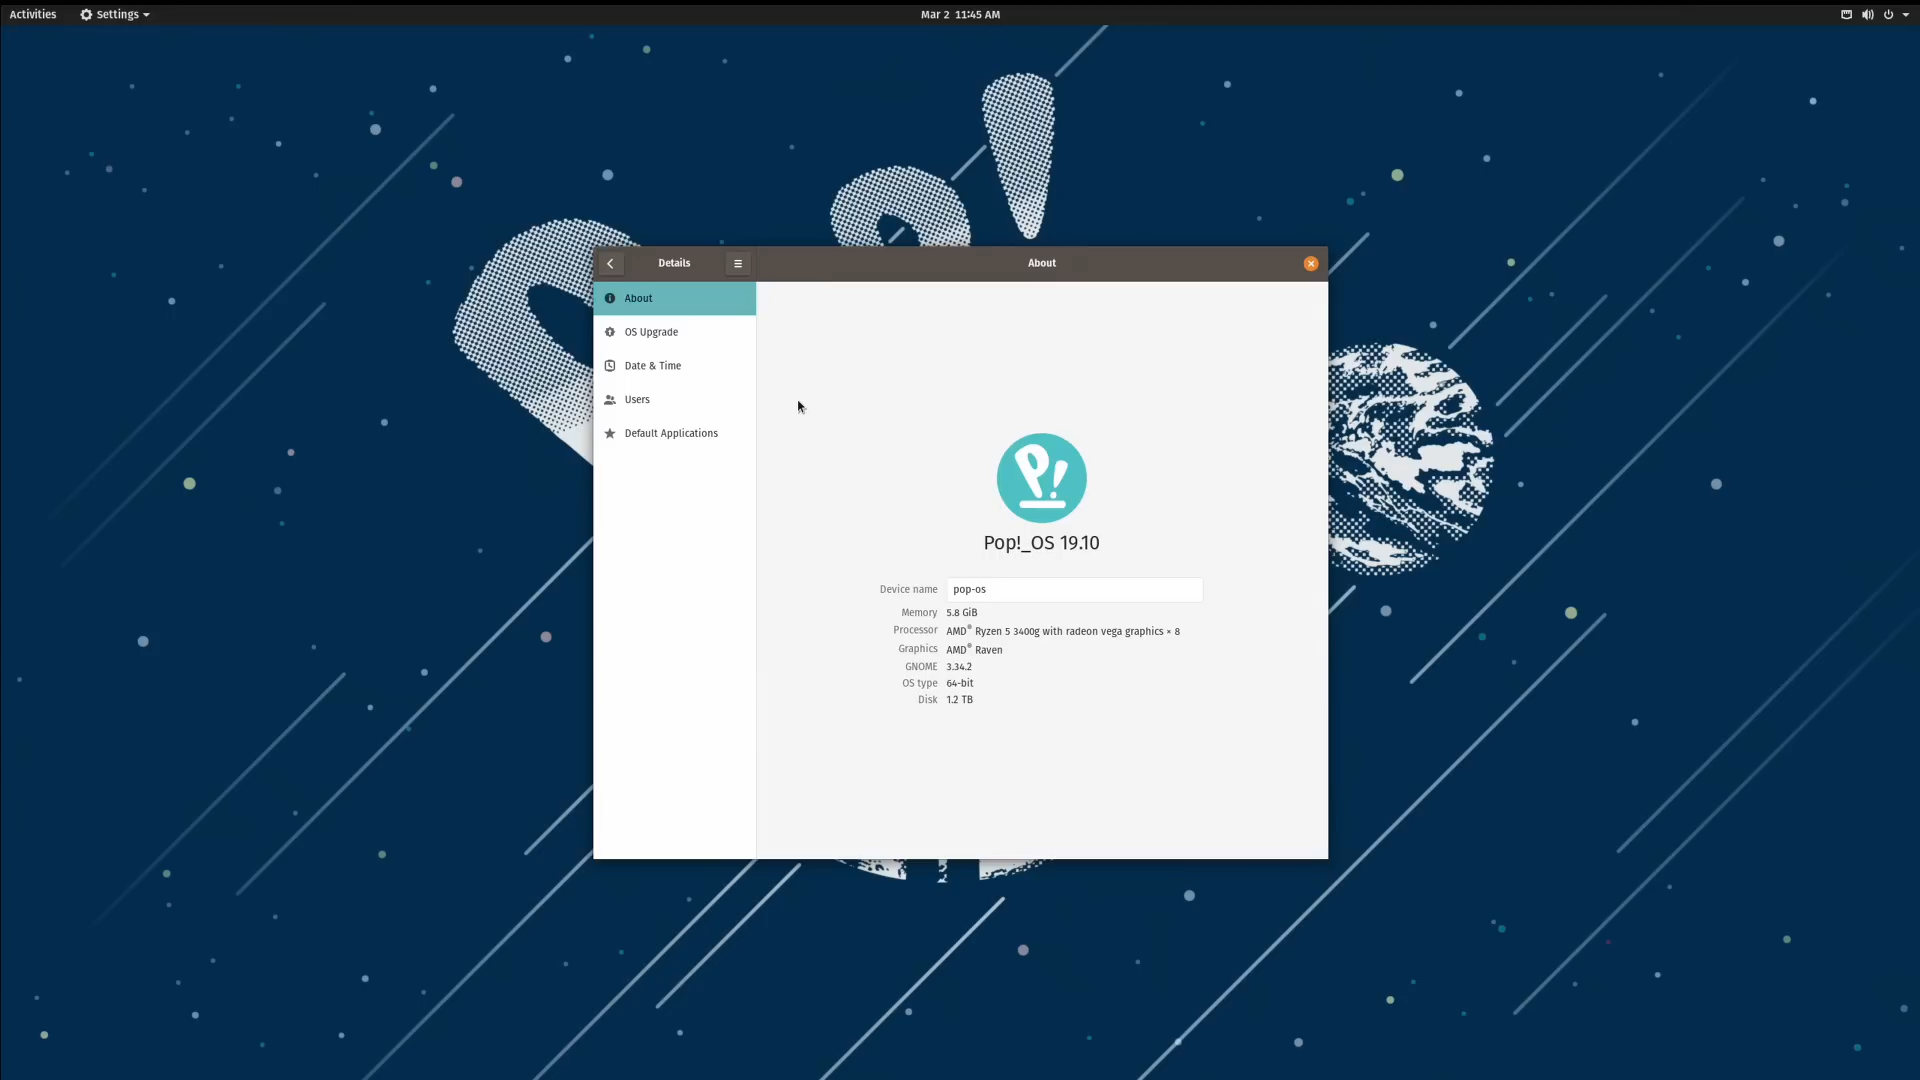 Activities Settings Mar 2 11:45 AM
Details About
About
OS Upgrade
Date & Time
Users
Default Applications
P!
Pop!_OS 19.10
Device name pop-os
Memory 5.8 GiB
Processor AMD® Ryzen 5 3400g with radeon vega graphics × 8
Graphics AMD® Raven
GNOME 3.34.2
OS type 64-bit
Disk 1.2 TB